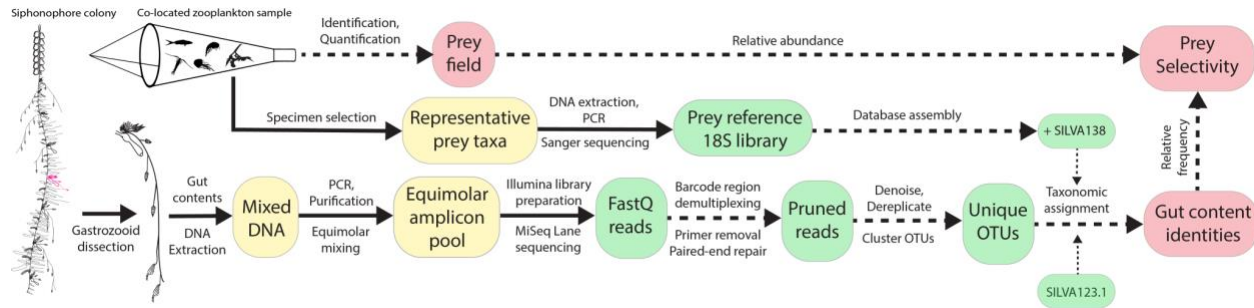 Siphonophore colony
Co-located zooplankton sample
Identification,
Quantification
Prey
field
Relative abundance
Prey
Selectivity
Specimen selection
Representative
prey taxa
DNA extraction,
PCR
Sanger sequencing
Prey reference
18S library
Database assembly
+ SILVA138
Relative
frequency
Gastrozooid
dissection
Gut
contents
DNA
Extraction
Mixed
DNA
PCR,
Purification
Equimolar
mixing
Equimolar
amplicon
pool
Illumina library
preparation
MiSeq Lane
sequencing
FastQ
reads
Barcode region
demultiplexing
Primer removal
Paired-end repair
Pruned
reads
Denoise,
Dereplicate
Cluster OTUs
Unique
OTUs
Taxonomic
assignment
Gut content
identities
SILVA123.1